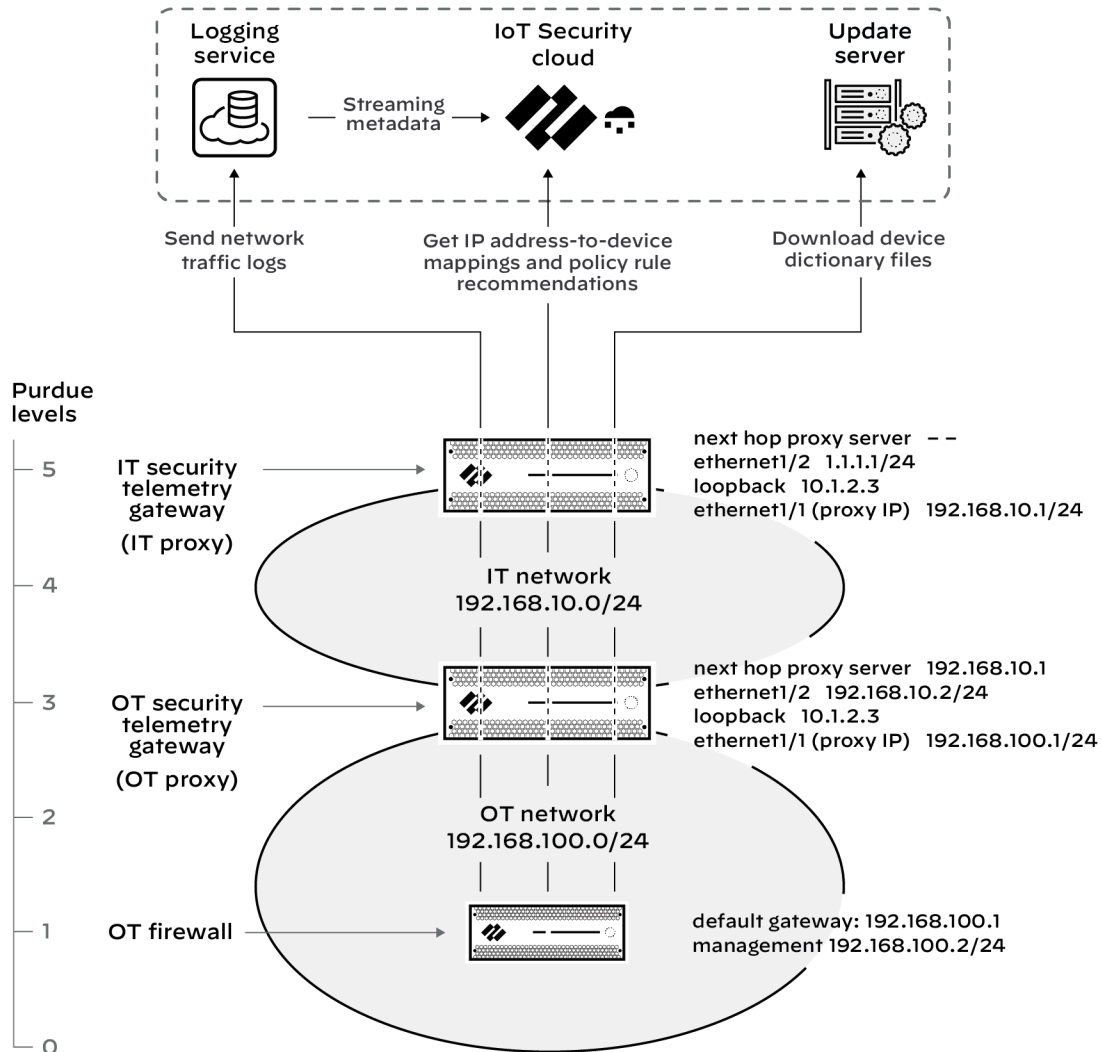 Logging
service
IoT Security
cloud
Update
server
Streaming
metadata
Send network
traffic logs
Get IP address-to-device
mappings and policy rule
recommendations
Download device
dictionary files
Purdue
levels
5
IT security
telemetry
gateway
(IT proxy)
next hop proxy server – –
ethernet1/2 1.1.1.1/24
loopback 10.1.2.3
ethernet1/1 (proxy IP) 192.168.10.1/24
4
IT network
192.168.10.0/24
3
OT security
telemetry
gateway
(OT proxy)
next hop proxy server 192.168.10.1
ethernet1/2 192.168.10.2/24
loopback 10.1.2.3
ethernet1/1 (proxy IP) 192.168.100.1/24
2
OT network
192.168.100.0/24
1
OT firewall
default gateway: 192.168.100.1
management 192.168.100.2/24
0